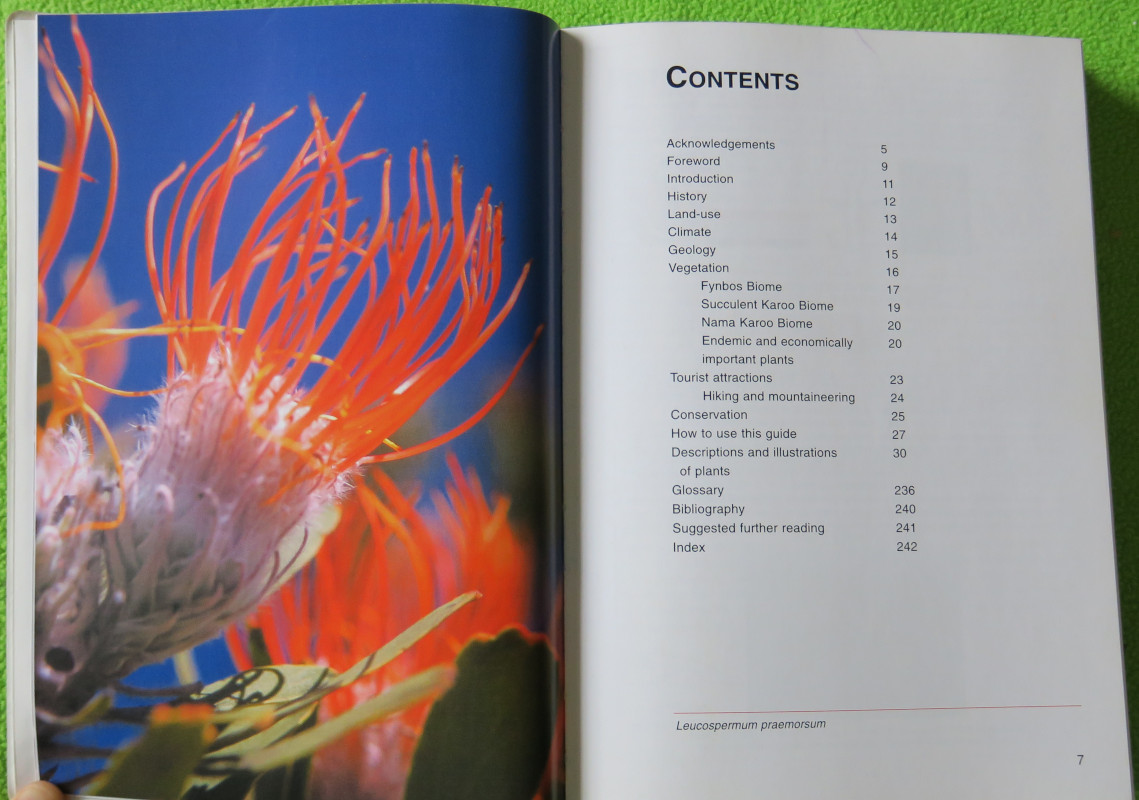 CONTENTS
Acknowledgements 5
Foreword 9
Introduction 11
History 12
Land-use 13
Climate 14
Geology 15
Vegetation 16
Fynbos Biome 17
Succulent Karoo Biome 19
Nama Karoo Biome 20
Endemic and economically 20
important plants
Tourist attractions 23
Hiking and mountaineering 24
Conservation 25
How to use this guide 27
Descriptions and illustrations 30
of plants
Glossary 236
Bibliography 240
Suggested further reading 241
Index 242
Leucospermum praemorsum
7